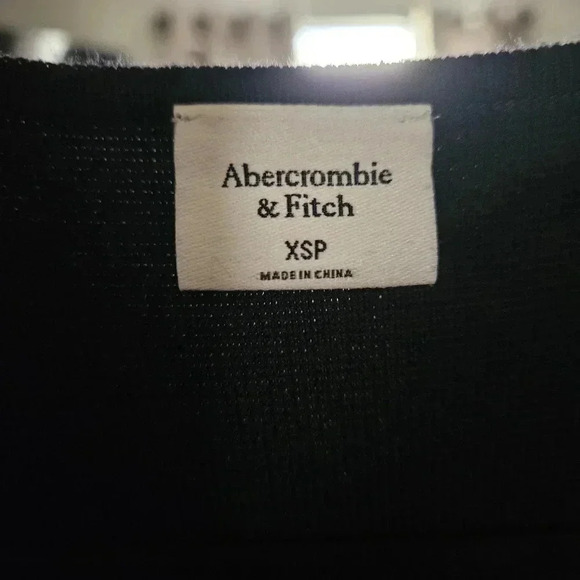 Abercrombie
& Fitch
XSP
MADE IN CHINA